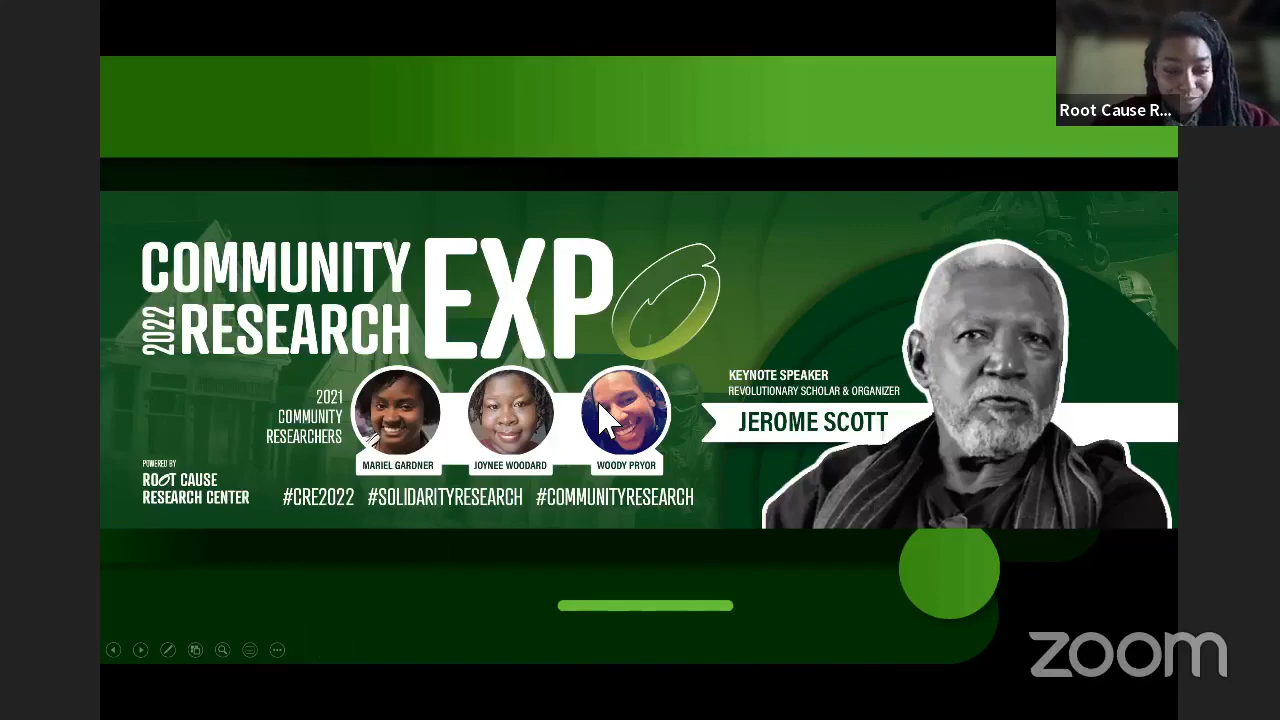 Root Cause R...
COMMUNITY
2022 RESEARCH
EXPO
KEYNOTE SPEAKER
REVOLUTIONARY SCHOLAR & ORGANIZER
JEROME SCOTT
2021
COMMUNITY
RESEARCHERS
MARIEL GARDNER
JOYNEE WOODARD
WOODY PRYOR
POWERED BY
ROOT CAUSE
RESEARCH CENTER
#CRE2022 #SOLIDARITYRESEARCH #COMMUNITYRESEARCH
zoom